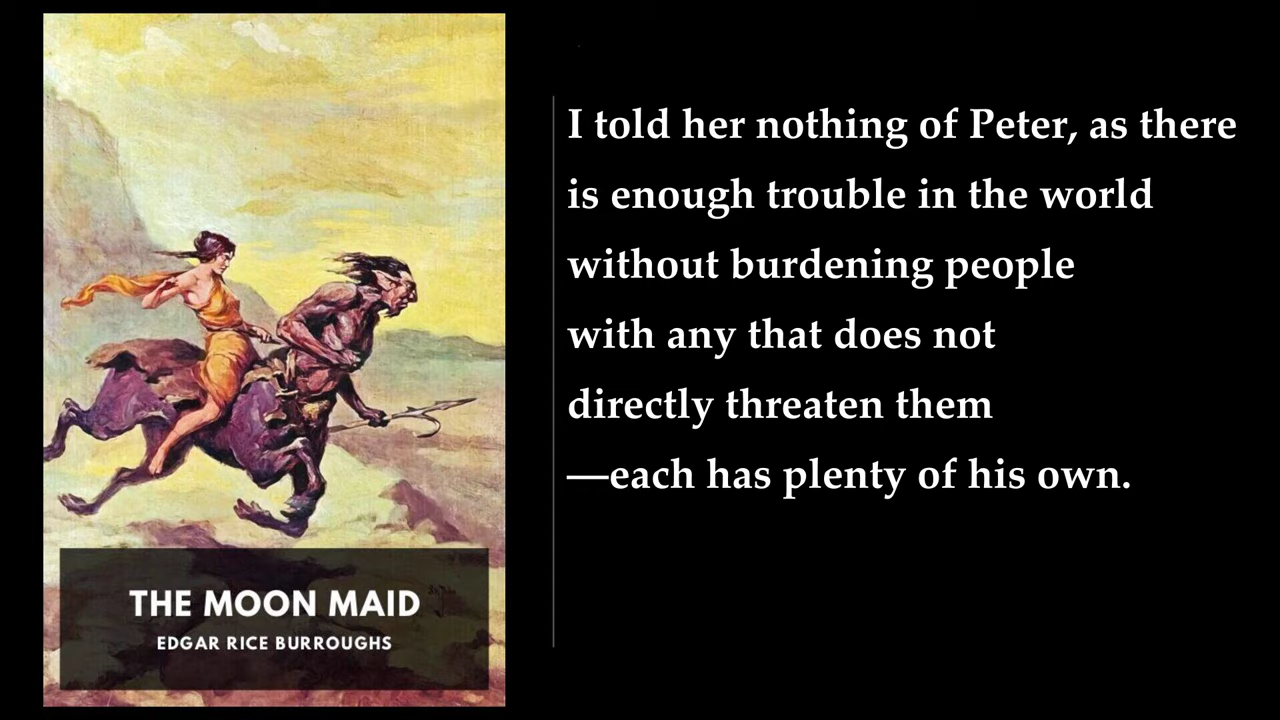 THE MOON MAID
EDGAR RICE BURROUGHS
I told her nothing of Peter, as there
is enough trouble in the world
without burdening people
with any that does not
directly threaten them
—each has plenty of his own.